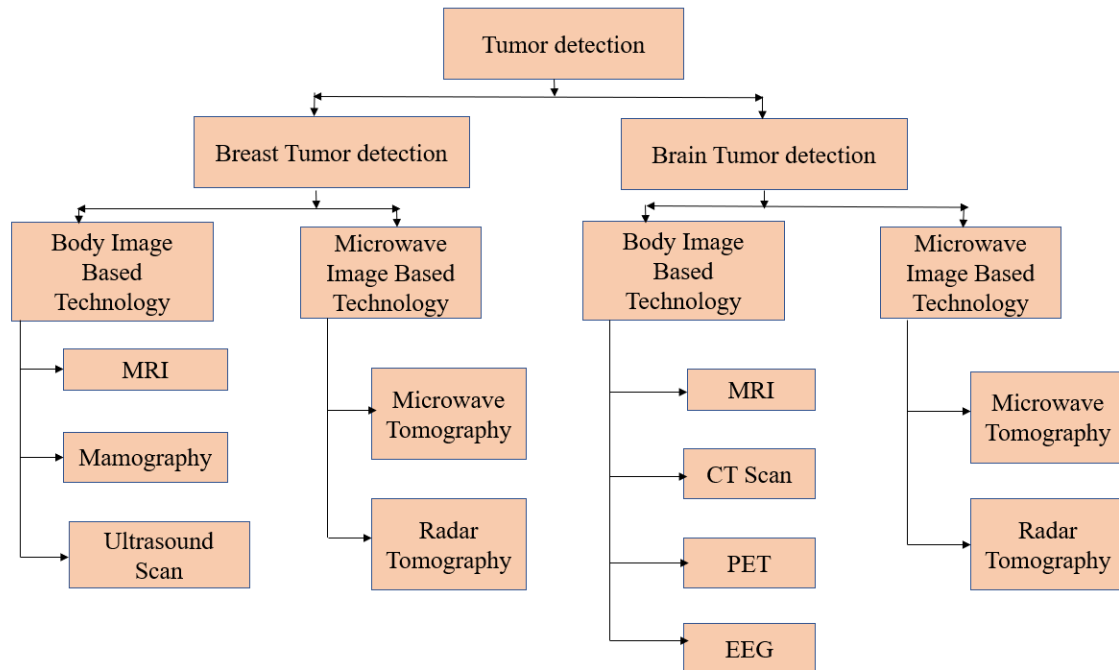 Tumor detection
Breast Tumor detection
Brain Tumor detection
Body Image
Based
Technology
Microwave
Image Based
Technology
Body Image
Based
Technology
Microwave
Image Based
Technology
MRI
Mamography
Ultrasound
Scan
Microwave
Tomography
Radar
Tomography
MRI
CT Scan
PET
EEG
Microwave
Tomography
Radar
Tomography